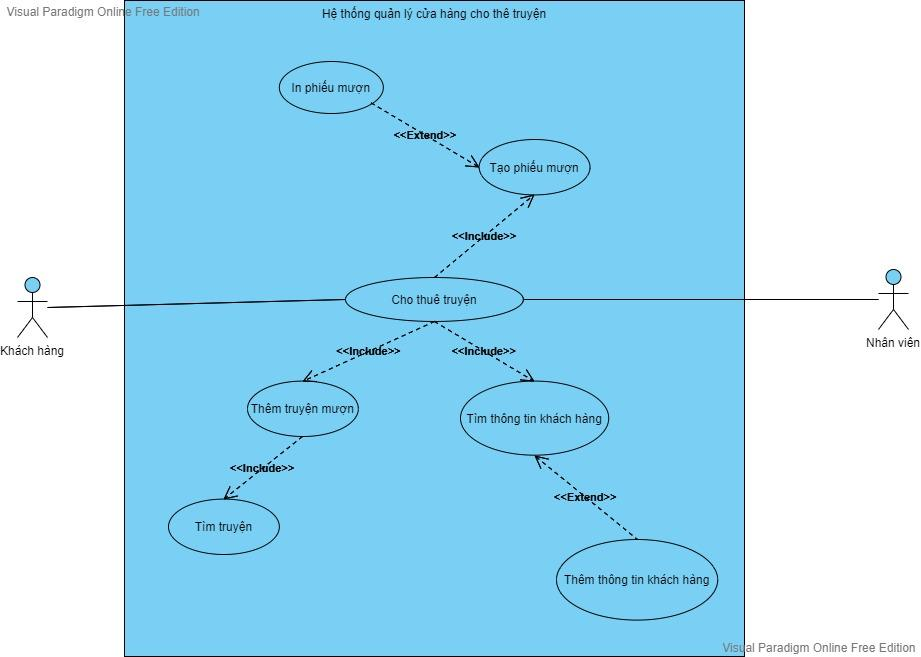 Visual Paradigm Online Free Edition
Hệ thống quản lý cửa hàng cho thê truyện
In phiếu mượn
<<Extend>>
Tạo phiếu mượn
<<Include>>
Cho thuê truyện
Khách hàng
Nhân viên
<<Include>>
<<Include>>
Thêm truyện mượn
Tìm thông tin khách hàng
<<Include>>
<<Extend>>
Tìm truyện
Thêm thông tin khách hàng
Visual Paradigm Online Free Edition